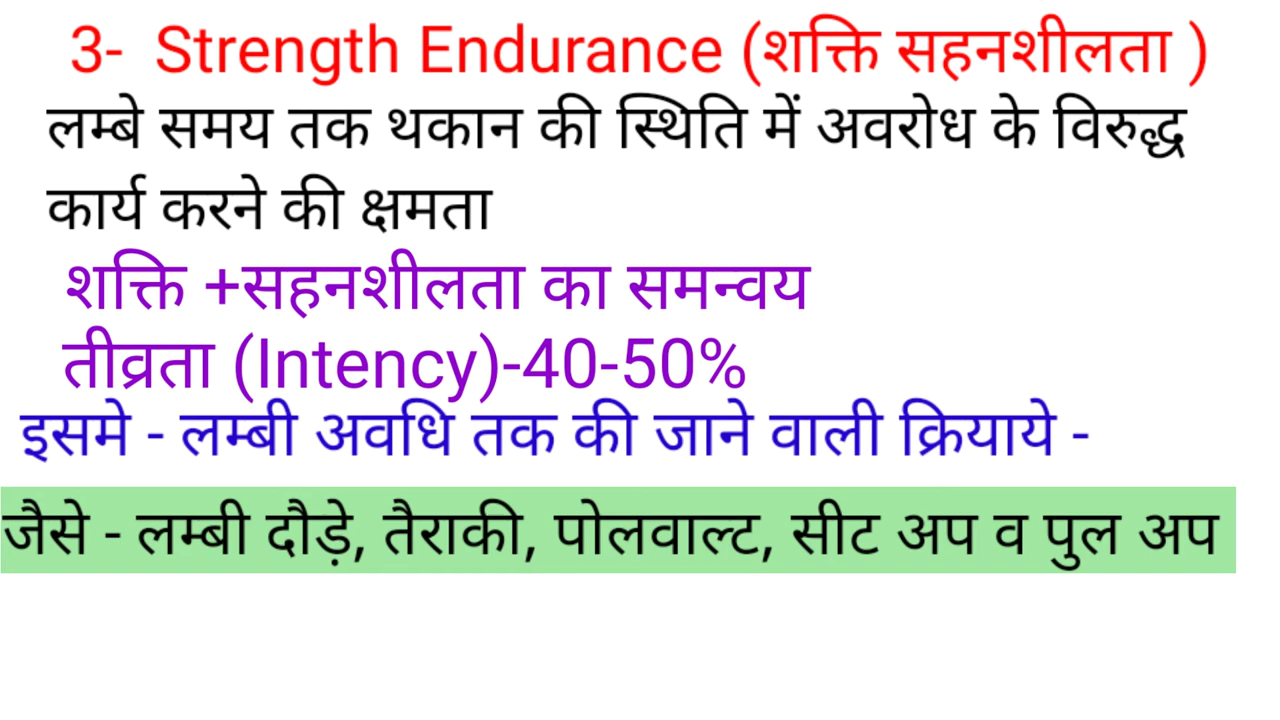 3- Strength Endurance (शक्ति सहनशीलता )
लम्बे समय तक थकान की स्थिति में अवरोध के विरुद्ध
कार्य करने की क्षमता
शक्ति +सहनशीलता का समन्वय
तीव्रता (Intency)-40-50%
इसमे - लम्बी अवधि तक की जाने वाली क्रियाये -
जैसे - लम्बी दौड़े, तैराकी, पोलवाल्ट, सीट अप व पुल अप